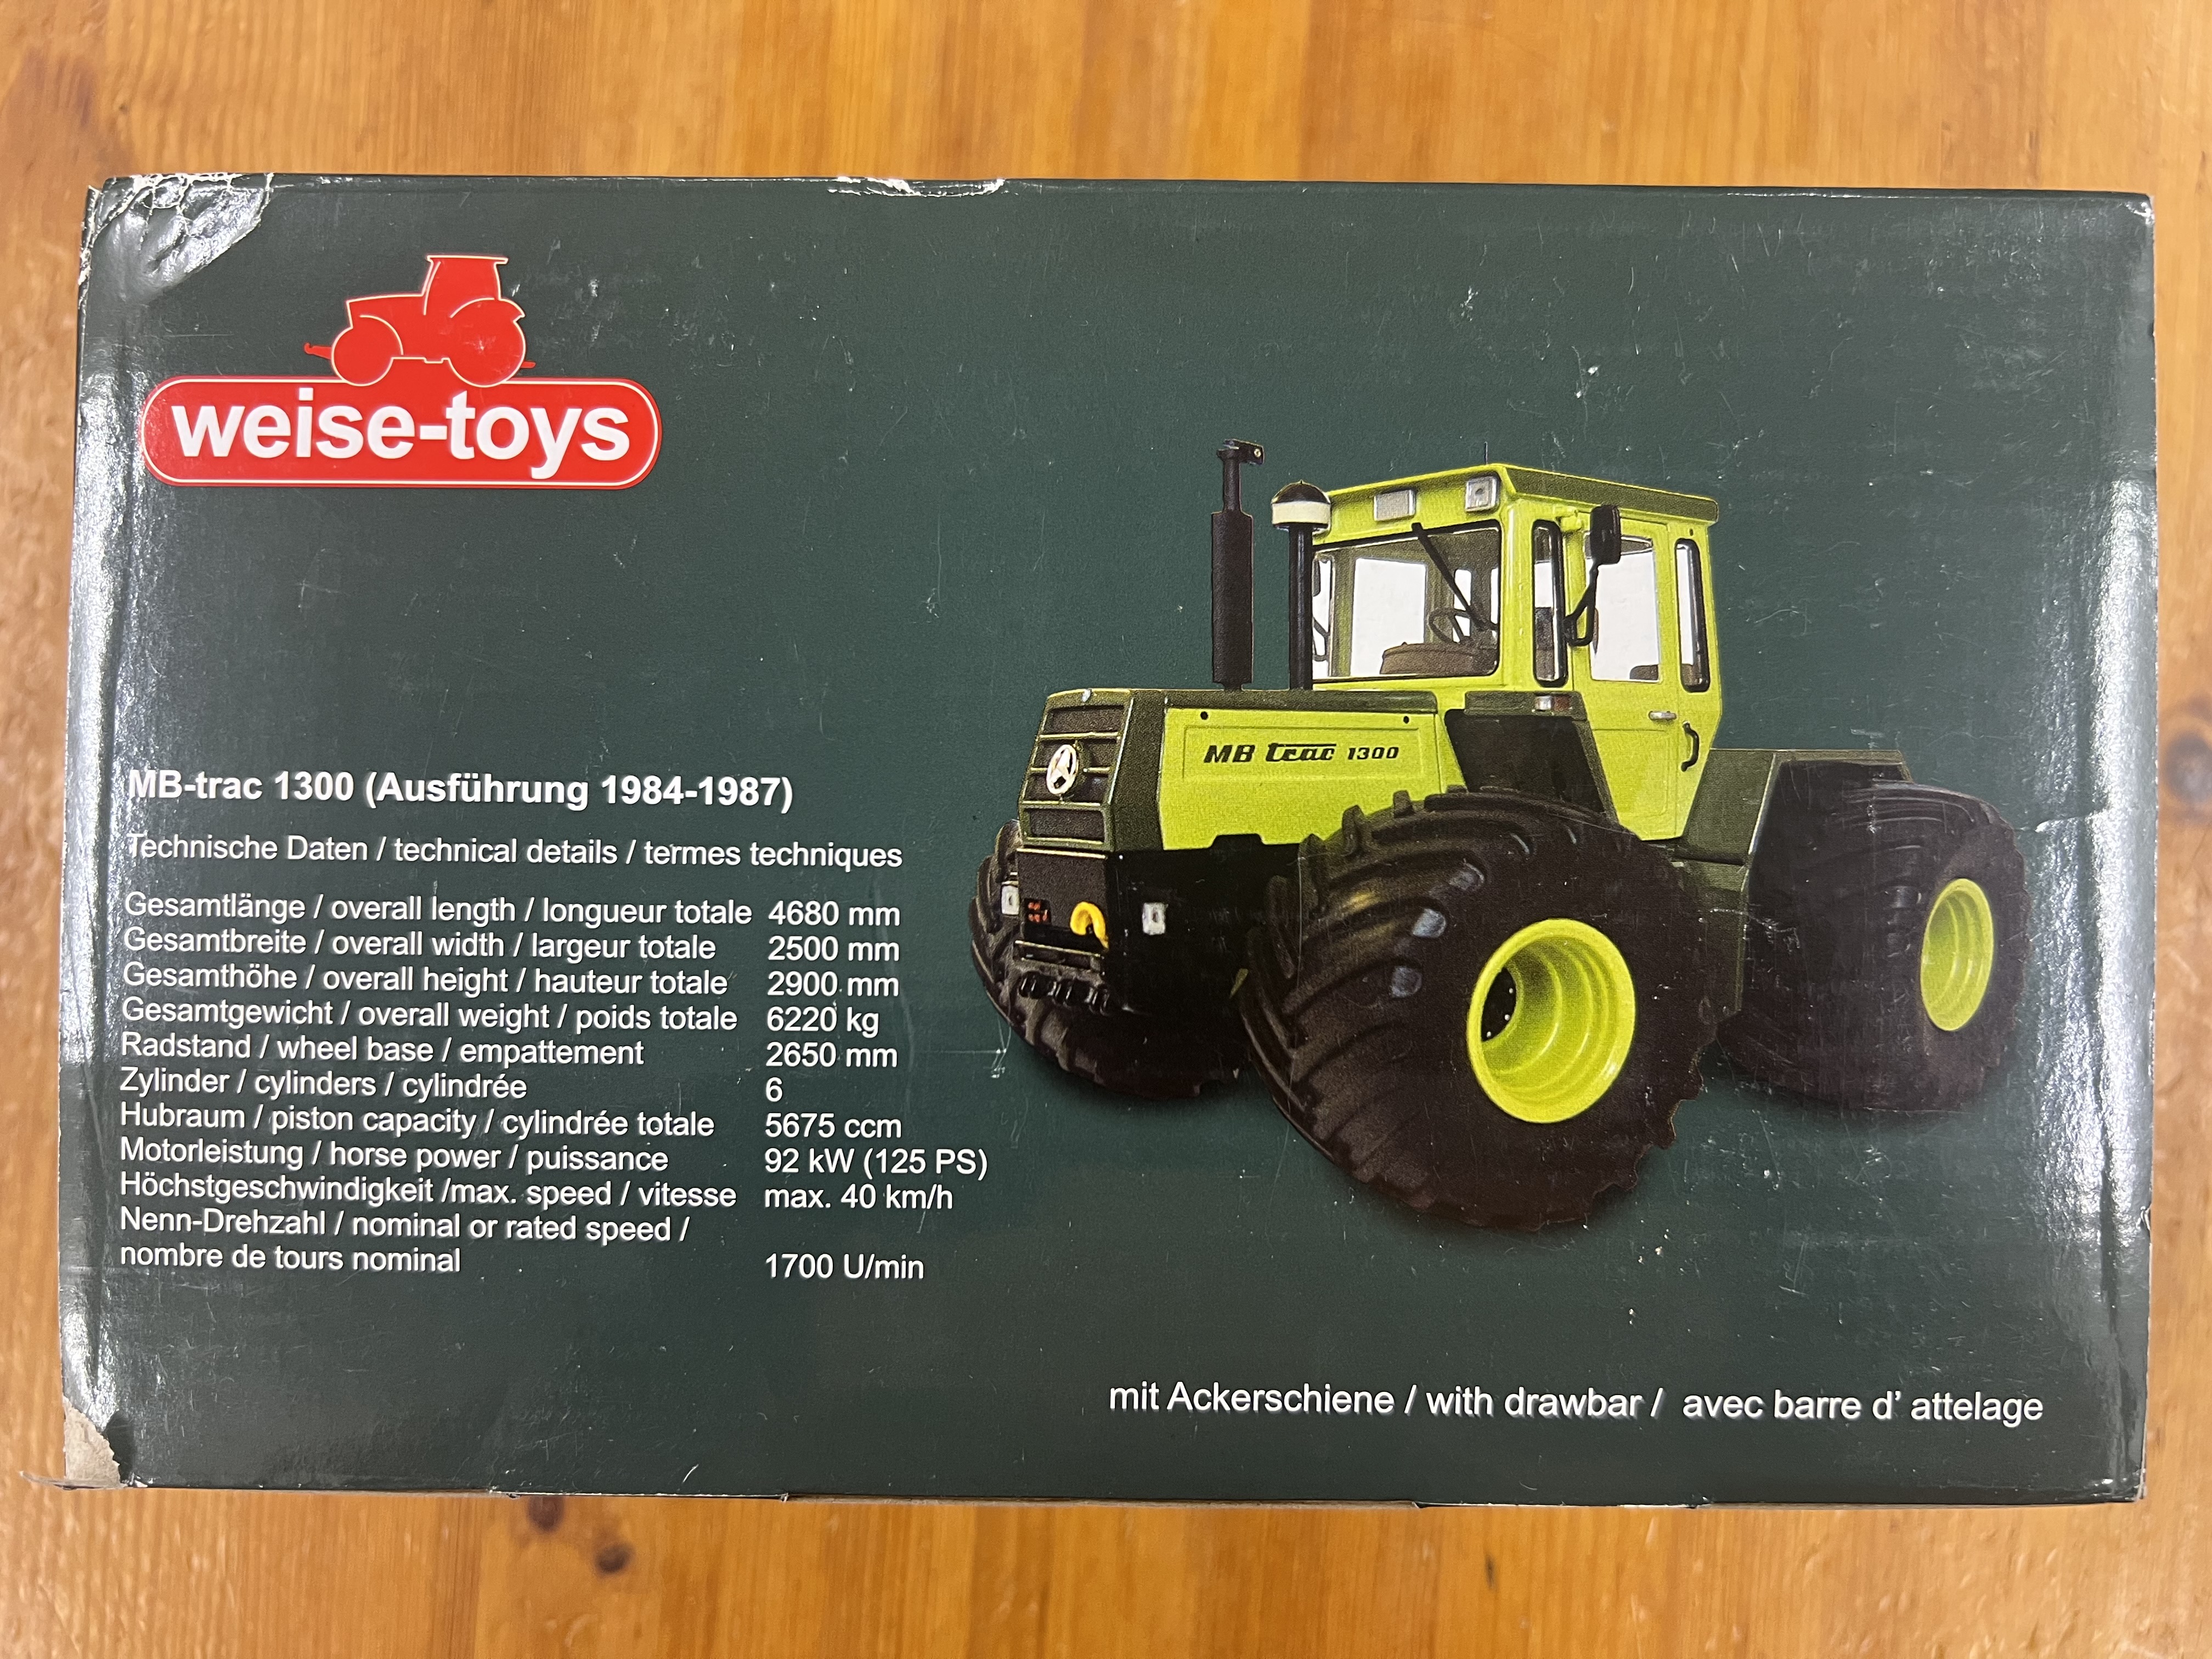 weise-toys
MB trac 1300
MB-trac 1300 (Ausführung 1984-1987)
Technische Daten / technical details / termes techniques
Gesamtlänge / overall length / longueur totale 4680 mm
Gesamtbreite / overall width / largeur totale 2500 mm
Gesamthöhe / overall height / hauteur totale 2900 mm
Gesamtgewicht / overall weight / poids totale 6220 kg
Radstand / wheel base / empattement 2650 mm
Zylinder / cylinders / cylindrée 6
Hubraum / piston capacity / cylindrée totale 5675 ccm
Motorleistung / horse power / puissance 92 kW (125 PS)
Höchstgeschwindigkeit /max. speed / vitesse max. 40 km/h
Nenn-Drehzahl / nominal or rated speed /
nombre de tours nominal 1700 U/min
mit Ackerschiene / with drawbar / avec barre d' attelage